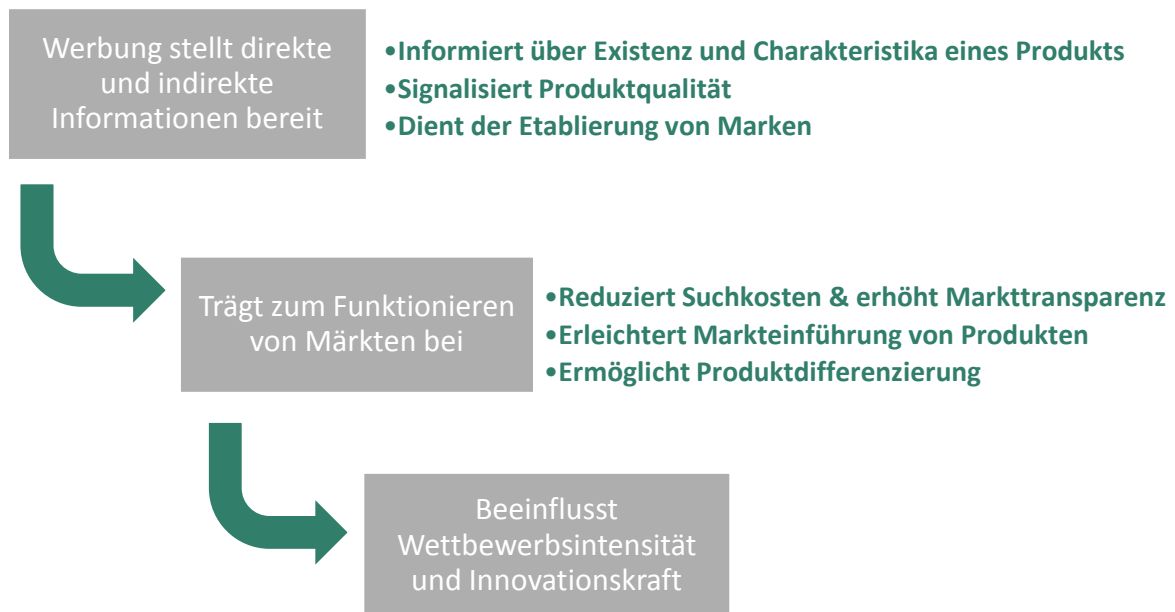 Werbung stellt direkte
und indirekte
Informationen bereit
•Informiert über Existenz und Charakteristika eines Produkts
•Signalisiert Produktqualität
•Dient der Etablierung von Marken
Trägt zum Funktionieren
von Märkten bei
•Reduziert Suchkosten & erhöht Markttransparenz
•Erleichtert Markteinführung von Produkten
•Ermöglicht Produktdifferenzierung
Beeinflusst
Wettbewerbsintensität
und Innovationskraft